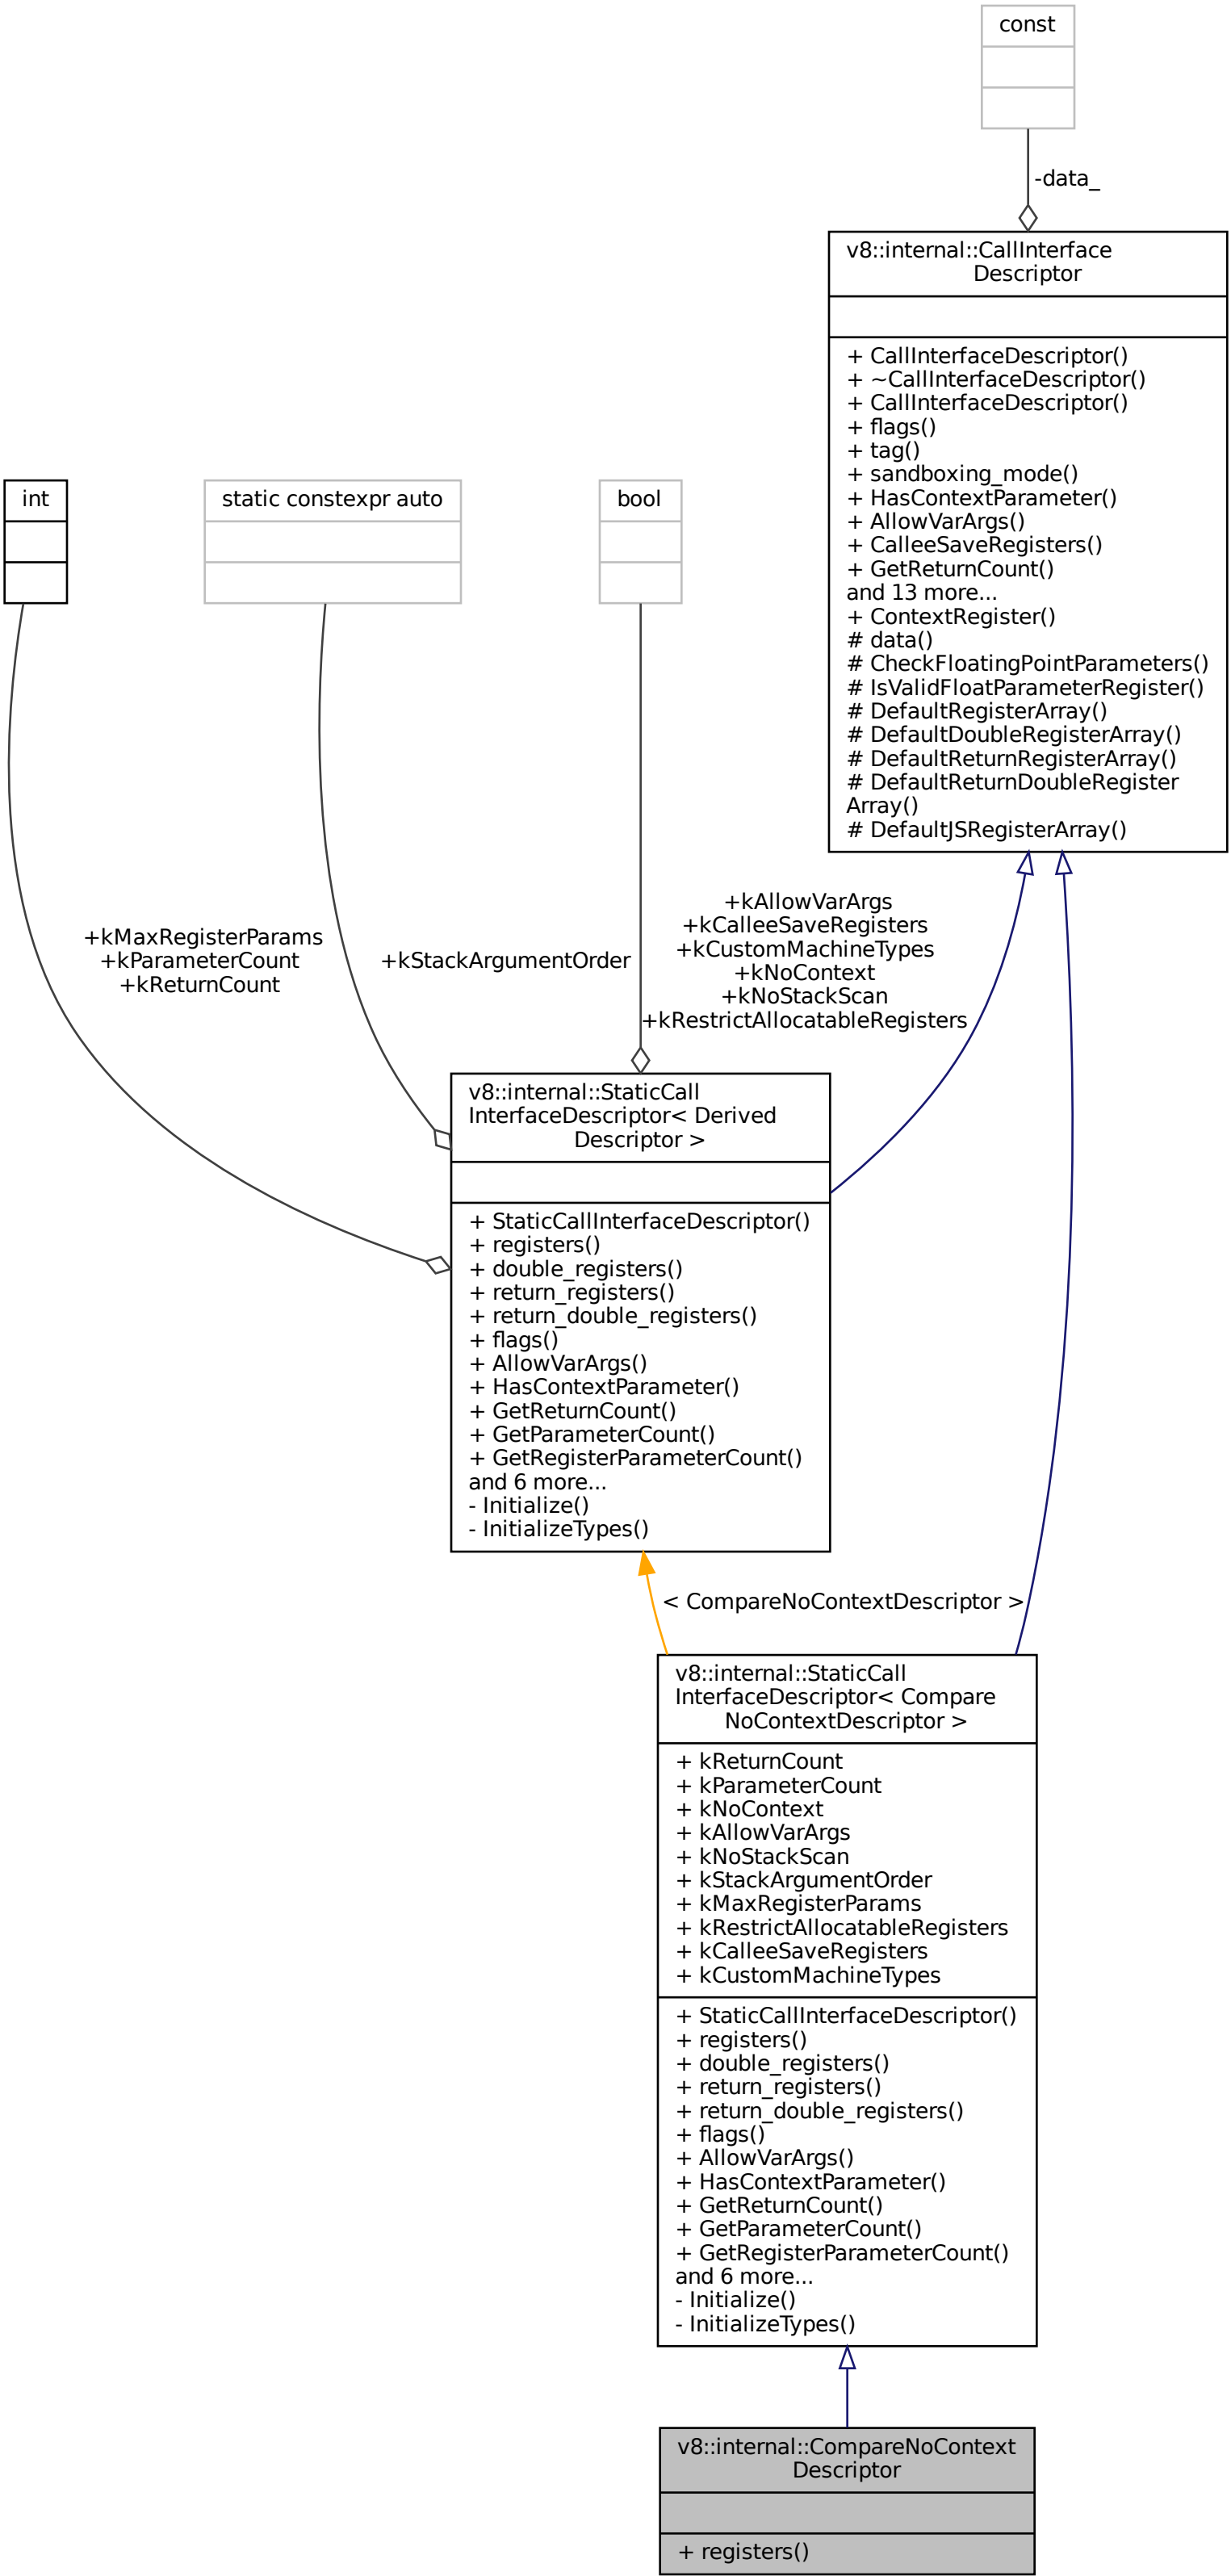 const
-data_
v8::internal::CallInterface
Descriptor
+ CallInterfaceDescriptor()
+ ~CallInterfaceDescriptor()
+ CallInterfaceDescriptor()
+ flags()
+ tag()
+ sandboxing_mode()
+ HasContextParameter()
+ AllowVarArgs()
+ CalleeSaveRegisters()
+ GetReturnCount()
and 13 more...
+ ContextRegister()
# data()
# CheckFloatingPointParameters()
# IsValidFloatParameterRegister()
# DefaultRegisterArray()
# DefaultDoubleRegisterArray()
# DefaultReturnRegisterArray()
# DefaultReturnDoubleRegister
Array()
# DefaultJSRegisterArray()
int
static constexpr auto
bool
+kMaxRegisterParams
+kParameterCount
+kReturnCount
+kStackArgumentOrder
+kAllowVarArgs
+kCalleeSaveRegisters
+kCustomMachineTypes
+kNoContext
+kNoStackScan
+kRestrictAllocatableRegisters
v8::internal::StaticCall
InterfaceDescriptor< Derived
Descriptor >
+ StaticCallInterfaceDescriptor()
+ registers()
+ double_registers()
+ return_registers()
+ return_double_registers()
+ flags()
+ AllowVarArgs()
+ HasContextParameter()
+ GetReturnCount()
+ GetParameterCount()
+ GetRegisterParameterCount()
and 6 more...
- Initialize()
- InitializeTypes()
< CompareNoContextDescriptor >
v8::internal::StaticCall
InterfaceDescriptor< Compare
NoContextDescriptor >
+ kReturnCount
+ kParameterCount
+ kNoContext
+ kAllowVarArgs
+ kNoStackScan
+ kStackArgumentOrder
+ kMaxRegisterParams
+ kRestrictAllocatableRegisters
+ kCalleeSaveRegisters
+ kCustomMachineTypes
+ StaticCallInterfaceDescriptor()
+ registers()
+ double_registers()
+ return_registers()
+ return_double_registers()
+ flags()
+ AllowVarArgs()
+ HasContextParameter()
+ GetReturnCount()
+ GetParameterCount()
+ GetRegisterParameterCount()
and 6 more...
- Initialize()
- InitializeTypes()
v8::internal::CompareNoContext
Descriptor
+ registers()